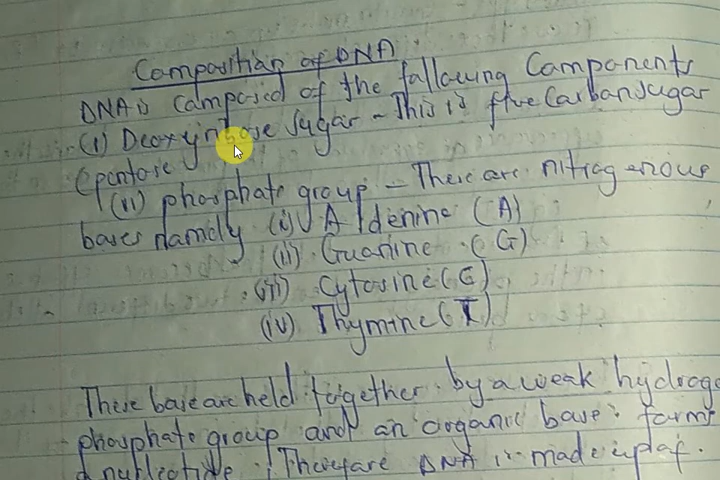 Composition of DNA
DNA is composed of the following components
(i) Deoxyribose sugar - This is five Carbon sugar
(pentose
(ii) phosphate group - There are nitrogenous
bases namely (i) A Idenine (A)
(ii) Guanine (G)
(iii) Cytosine (C)
(iv) Thymine (T)
These base are held together by a weak hydroge
phosphate group and an organic base forms
a nucleotide. Therefore DNA is made up of.